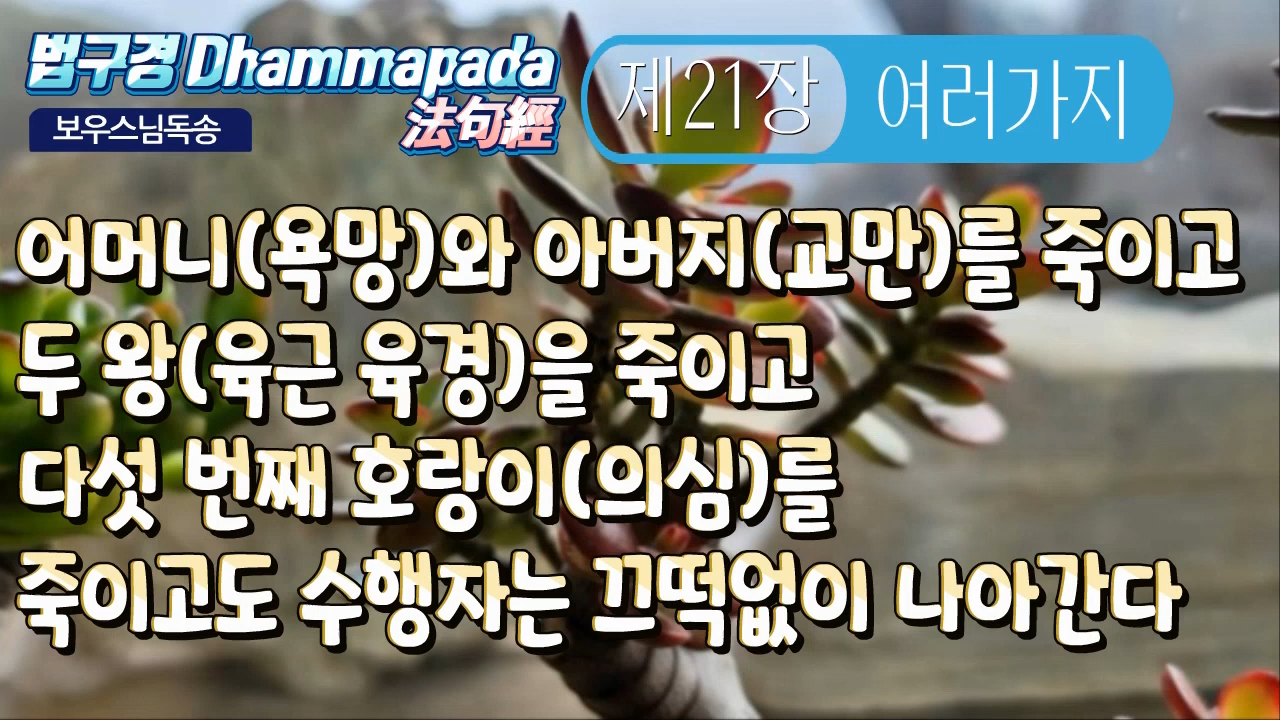 법구경 Dhammapada
法句經
보우스님독송
제21장 여러가지
어머니(욕망)와 아버지(교만)를 죽이고
두 왕(육근 육경)을 죽이고
다섯 번째 호랑이(의심)를
죽이고도 수행자는 끄떡없이 나아간다